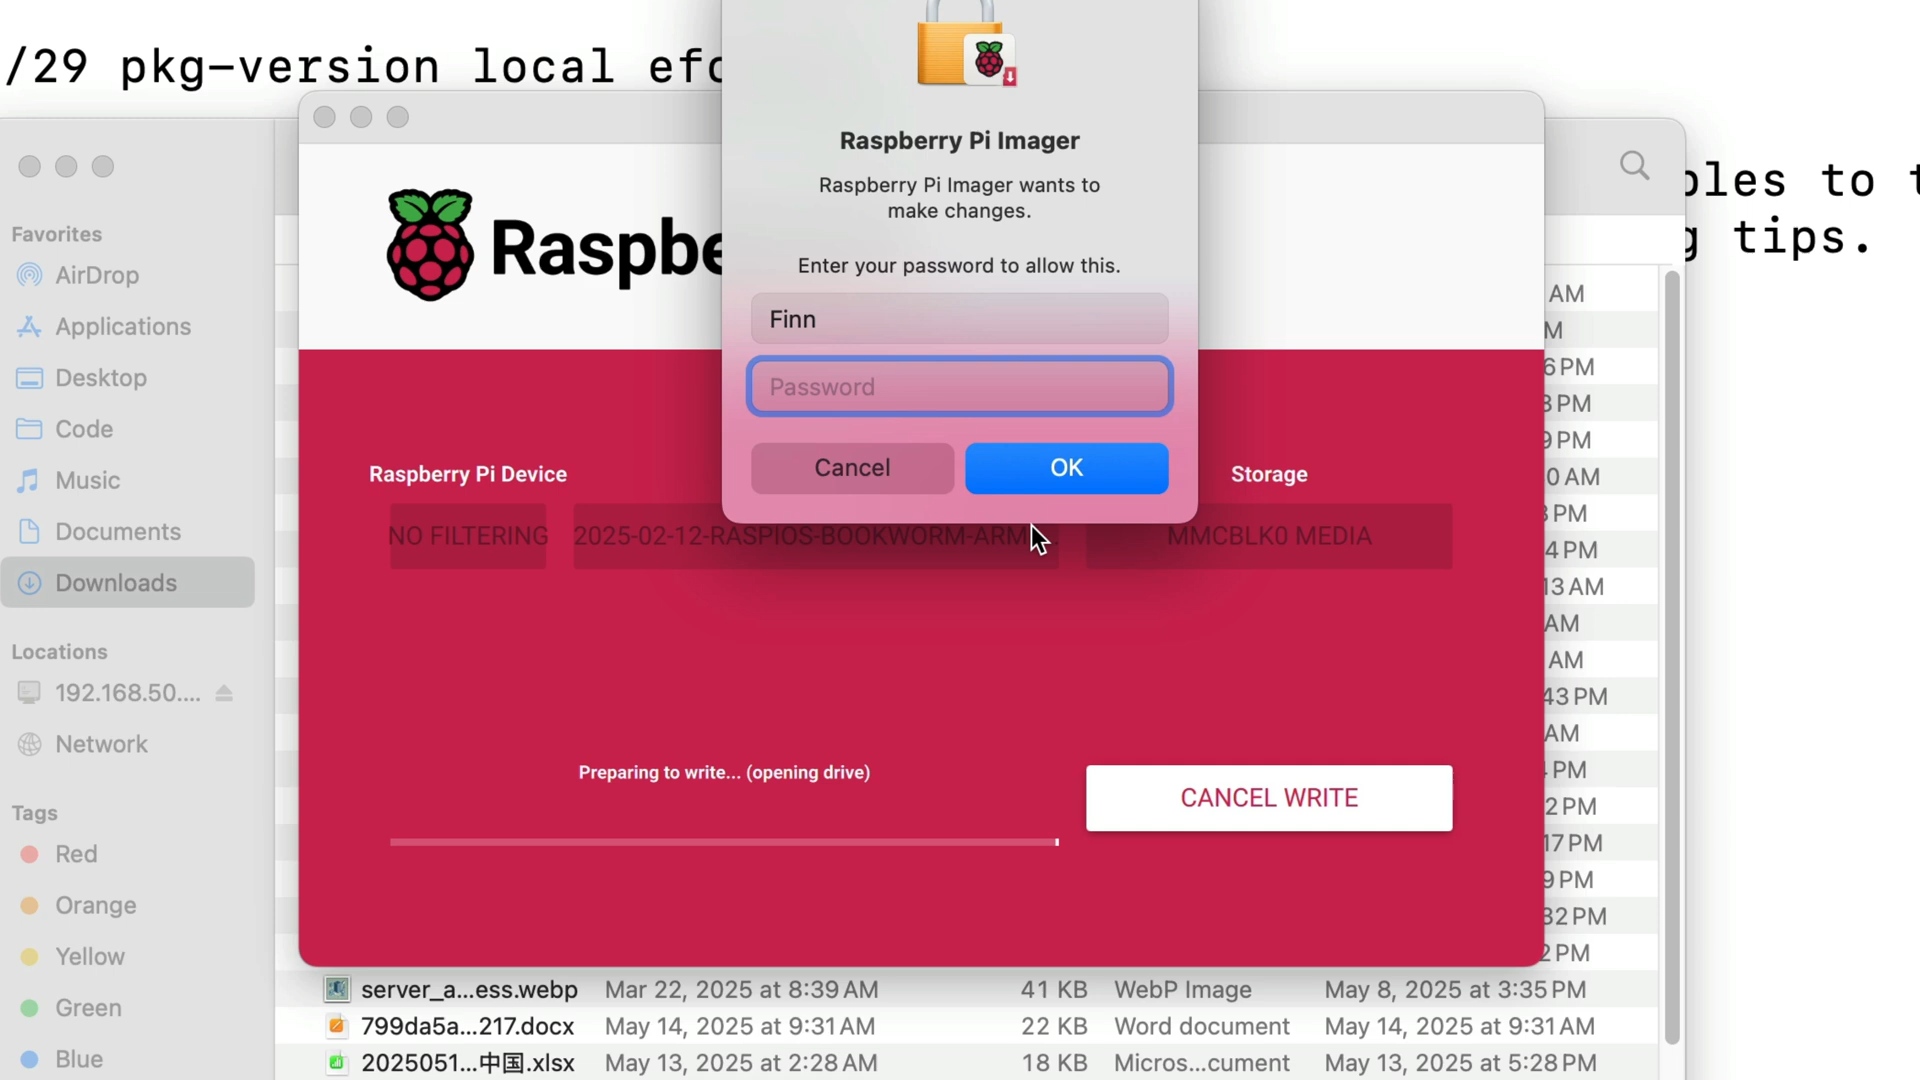 /29 pkg-version local efc
bles to t
g tips.
Raspberry Pi Imager
Raspberry Pi Imager wants to
make changes.
Enter your password to allow this.
Finn
Password
Cancel
OK
Favorites
AirDrop
Applications
Desktop
Code
Music
Documents
Downloads
Locations
192.168.50....
Network
Tags
Red
Orange
Yellow
Green
Blue
Raspbe
Raspberry Pi Device
Storage
NO FILTERING
2025-02-12-RASPIOS-BOOKWORM-ARM
MMCBLK0 MEDIA
Preparing to write... (opening drive)
CANCEL WRITE
AM
M
6 PM
3 PM
9 PM
0 AM
3 PM
4 PM
13 AM
AM
AM
43 PM
AM
PM
2 PM
17 PM
9 PM
32 PM
2 PM
server_a...ess.webp Mar 22, 2025 at 8:39 AM 41 KB WebP Image May 8, 2025 at 3:35 PM
799da5a...217.docx May 14, 2025 at 9:31 AM 22 KB Word document May 14, 2025 at 9:31 AM
2025051...中国.xlsx May 13, 2025 at 2:28 AM 18 KB Micros...cument May 13, 2025 at 5:28 PM